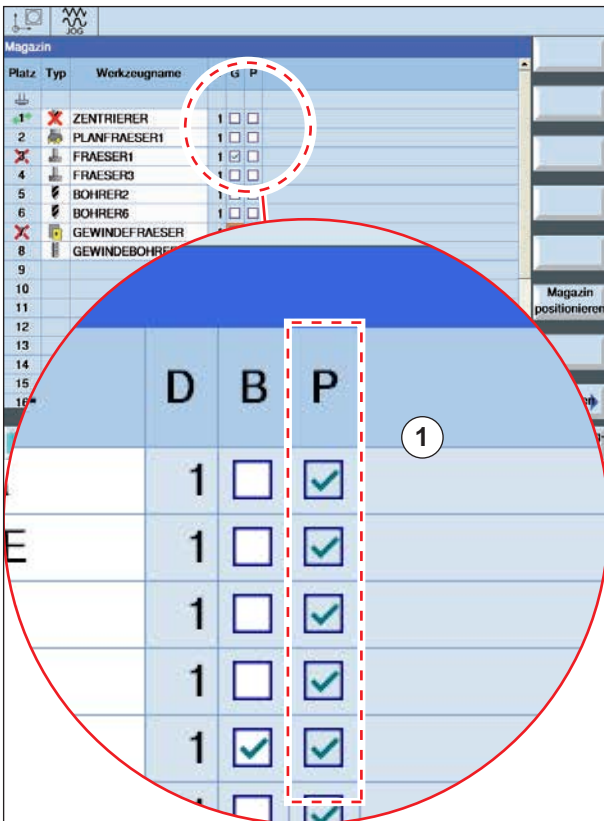 JOG
Magazin
Platz Typ Werkzeugname G P
1 ZENTRIERER 1
2 PLANFRAESER1 1
3 FRAESER1 1
4 FRAESER3 1
5 BOHRER2 1
6 BOHRER6 1
GEWINDEFRAESER
8 GEWINDEBOHRER
9
10
11
12
13
14
15
16
Magazin
positionieren
D B P
1
1
E 1
1
1
1